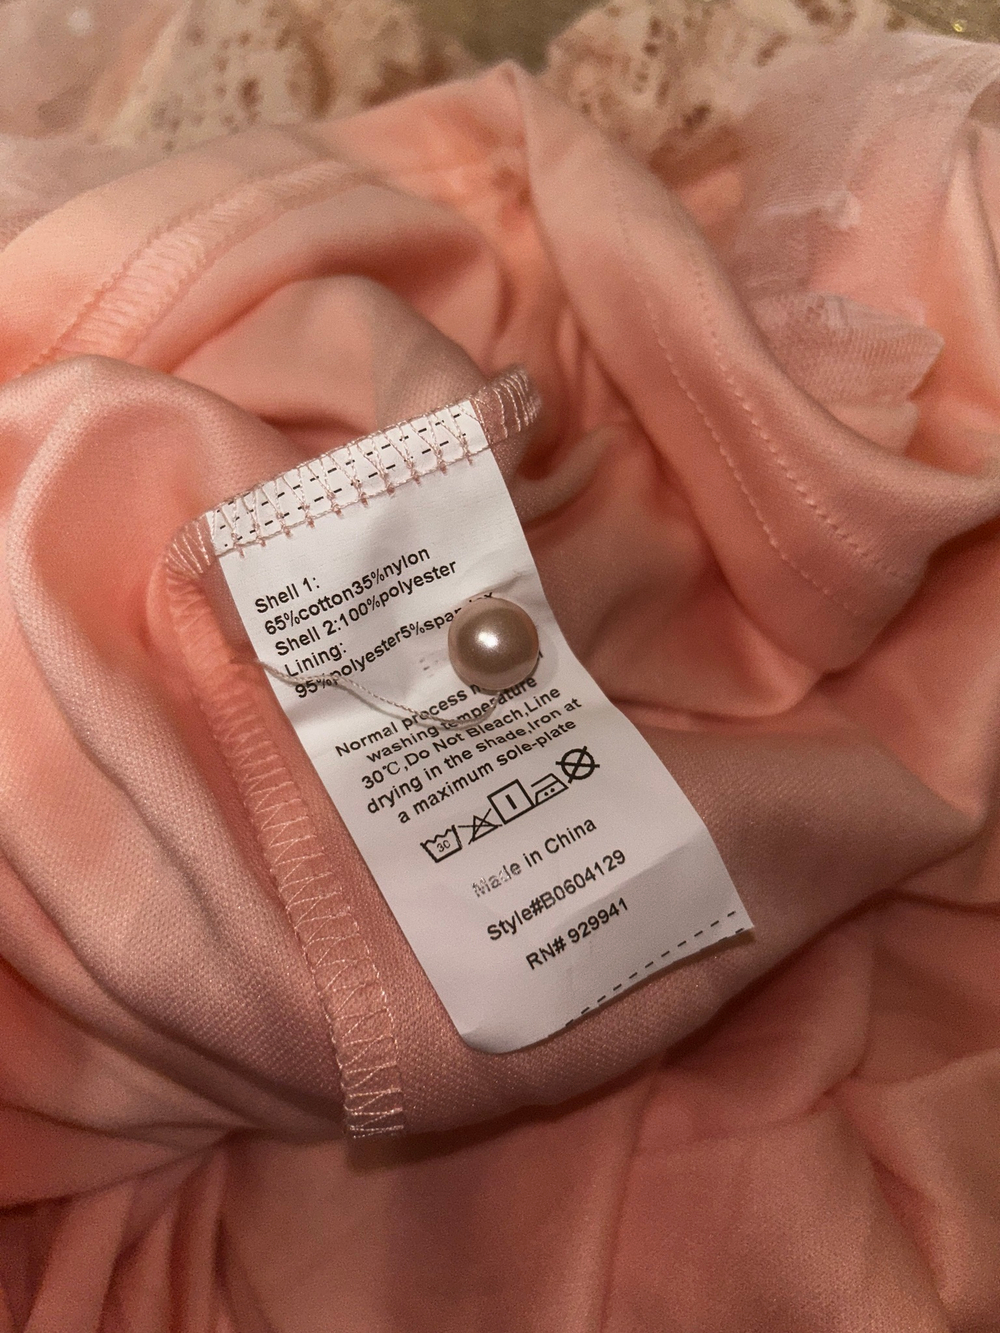 Shell 1:
65%cotton35%nylon
Shell 2:100%polyester
Lining:
95%polyester5%spandex
Normal process
washing temperature
30℃,Do Not Bleach,Line
drying in the shade,Iron at
a maximum sole-plate
30
Made in China
Style#B0604129
RN# 929941